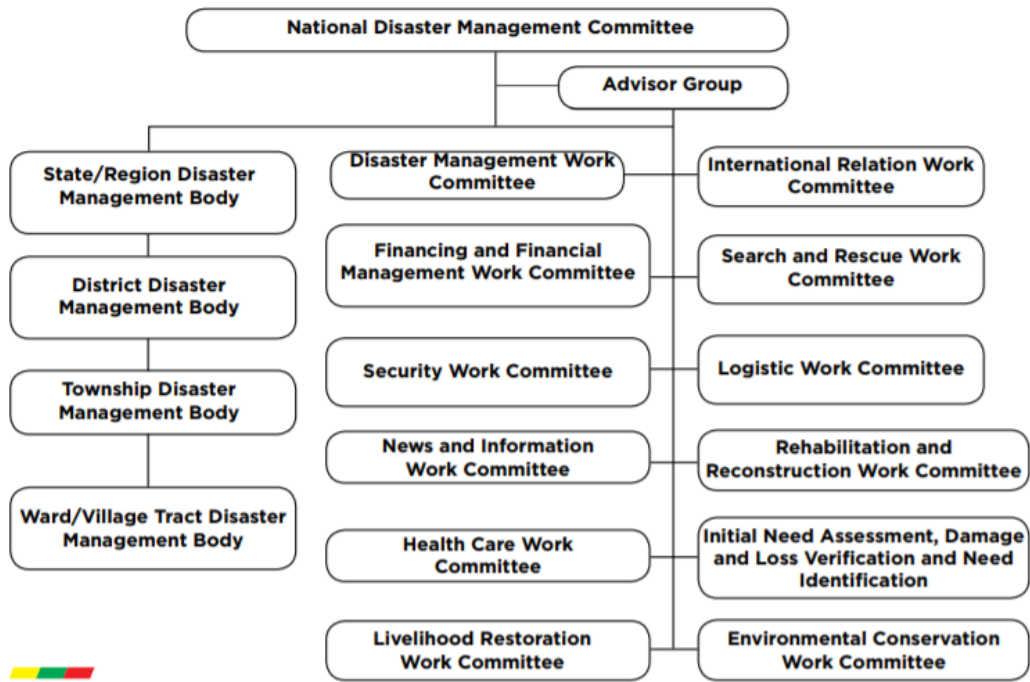 National Disaster Management Committee
Advisor Group
State/Region Disaster
Management Body
District Disaster
Management Body
Township Disaster
Management Body
Ward/Village Tract Disaster
Management Body
Disaster Management Work
Committee
International Relation Work
Committee
Financing and Financial
Management Work Committee
Search and Rescue Work
Committee
Security Work Committee
Logistic Work Committee
News and Information
Work Committee
Rehabilitation and
Reconstruction Work Committee
Health Care Work
Committee
Initial Need Assessment, Damage
and Loss Verification and Need
Identification
Livelihood Restoration
Work Committee
Environmental Conservation
Work Committee